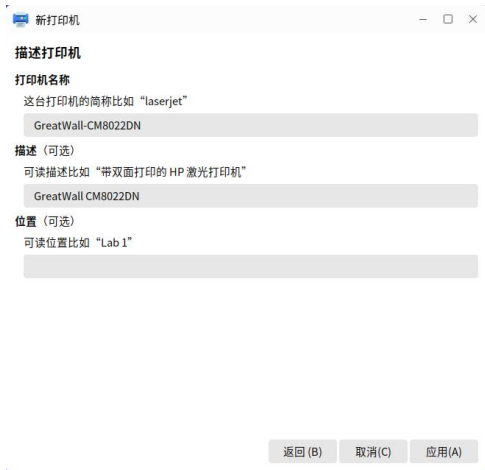 新打印机
描述打印机
打印机名称
这台打印机的简称比如“laserjet”
GreatWall-CM8022DN
描述（可选）
可读描述比如“带双面打印的 HP 激光打印机”
GreatWall CM8022DN
位置（可选）
可读位置比如“Lab 1”
返回 (B) 取消(C) 应用(A)